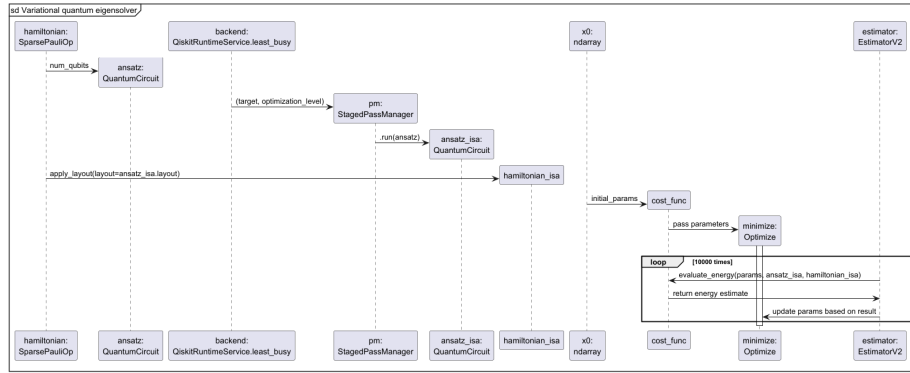 sd Variational quantum eigensolver
hamiltonian:
SparsePauliOp
backend:
QiskitRuntimeService.least_busy
x0:
ndarray
estimator:
EstimatorV2
num_qubits
ansatz:
QuantumCircuit
(target, optimization_level)
pm:
StagedPassManager
.run(ansatz)
ansatz_isa:
QuantumCircuit
apply_layout(layout=ansatz_isa.layout)
hamiltonian_isa
initial_params
cost_func
pass parameters
minimize:
Optimize
loop [10000 times]
evaluate_energy(params, ansatz_isa, hamiltonian_isa)
return energy estimate
update params based on result
hamiltonian:
SparsePauliOp
ansatz:
QuantumCircuit
backend:
QiskitRuntimeService.least_busy
pm:
StagedPassManager
ansatz_isa:
QuantumCircuit
hamiltonian_isa
x0:
ndarray
cost_func
minimize:
Optimize
estimator:
EstimatorV2